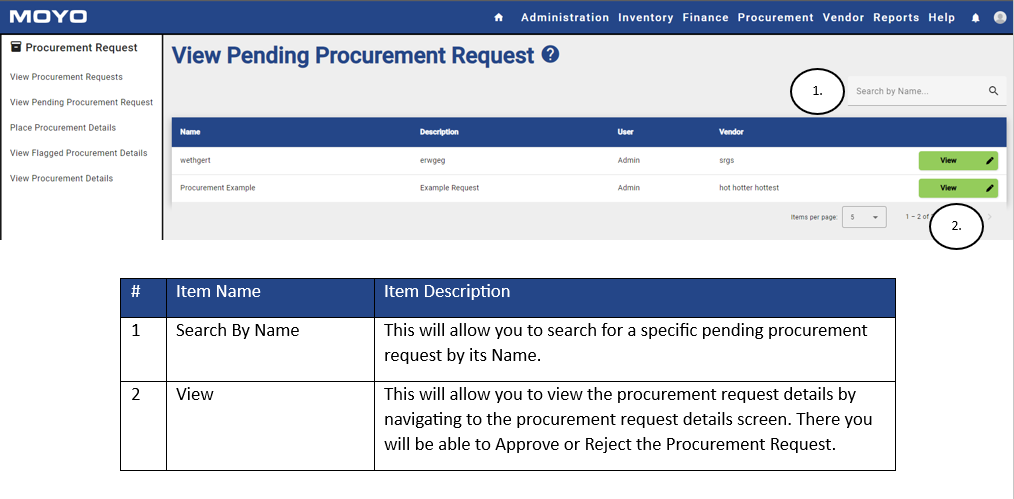 MOYO
Administration Inventory Finance Procurement Vendor Reports Help
Procurement Request
View Procurement Requests
View Pending Procurement Request
Place Procurement Details
View Flagged Procurement Details
View Procurement Details
View Pending Procurement Request ?
1.
Search by Name...
Name Description User Vendor
wethgert erwgeg Admin srgs View
Procurement Example Example Request Admin hot hotter hottest View
Items per page: 5 1 – 2 of
2.
# Item Name Item Description
1 Search By Name This will allow you to search for a specific pending procurement
request by its Name.
2 View This will allow you to view the procurement request details by
navigating to the procurement request details screen. There you
will be able to Approve or Reject the Procurement Request.